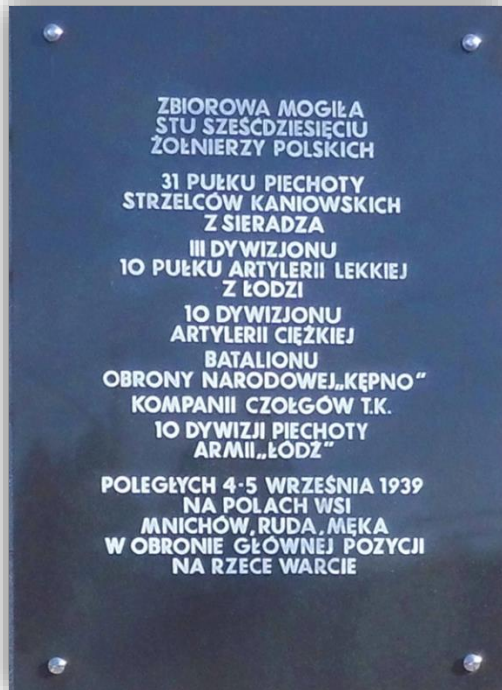 ZBIOROWA MOGIŁA
STU SZEŚĆDZIESIĘCIU
ŻOŁNIERZY POLSKICH
31 PUŁKU PIECHOTY
STRZELCÓW KANIOWSKICH
Z SIERADZA
III DYWIZJONU
10 PUŁKU ARTYLERII LEKKIEJ
Z ŁODZI
10 DYWIZJONU
ARTYLERII CIĘŻKIEJ
BATALIONU
OBRONY NARODOWEJ„KĘPNO”
KOMPANII CZOŁGÓW T.K.
10 DYWIZJI PIECHOTY
ARMII„ŁÓDŹ”
POLEGŁYCH 4-5 WRZEŚNIA 1939
NA POLACH WSI
MNICHÓW, RUDA, MĘKA
W OBRONIE GŁÓWNEJ POZYCJI
NA RZECE WARCIE